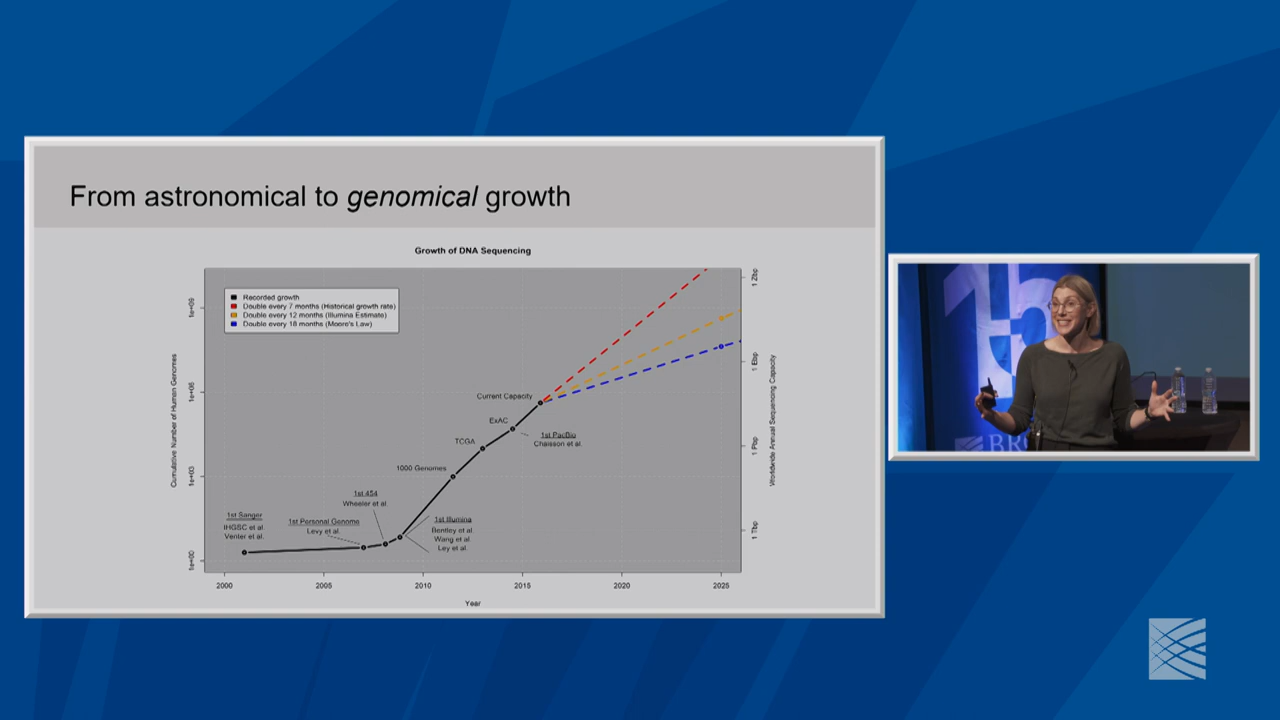 From astronomical to genomical growth
Growth of DNA Sequencing
Recorded growth
Double every 7 months (Historical growth rate)
Double every 12 months (Illumina Estimate)
Double every 18 months (Moore's Law)
Cumulative Number of Human Genomes
1e+09
1e+06
1e+03
1e+00
Worldwide Annual Sequencing Capacity
1 Zbp
1 Ebp
1 Pbp
1 Tbp
Current Capacity
ExAC
1st PacBio
Chaisson et al.
TCGA
1000 Genomes
1st 454
Wheeler et al.
1st Sanger
IHGSC et al.
Venter et al.
1st Personal Genome
Levy et al.
1st Illumina
Bentley et al.
Wang et al.
Ley et al.
2000 2005 2010 2015 2020 2025
Year
15
BR